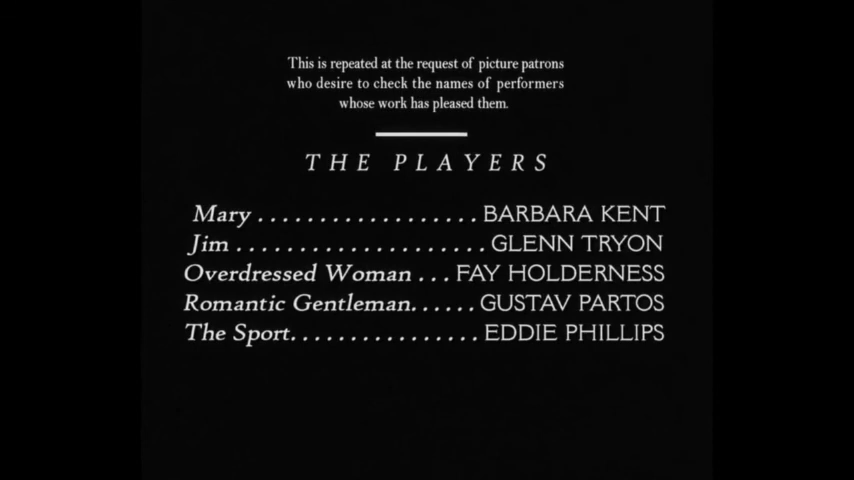 This is repeated at the request of picture patrons
who desire to check the names of performers
whose work has pleased them.
THE PLAYERS
Mary . . . . . . . . . . . . . . . . . . BARBARA KENT
Jim . . . . . . . . . . . . . . . . . . . . . GLENN TRYON
Overdressed Woman . . . FAY HOLDERNESS
Romantic Gentleman. . . . . . GUSTAV PARTOS
The Sport. . . . . . . . . . . . . . . . EDDIE PHILLIPS